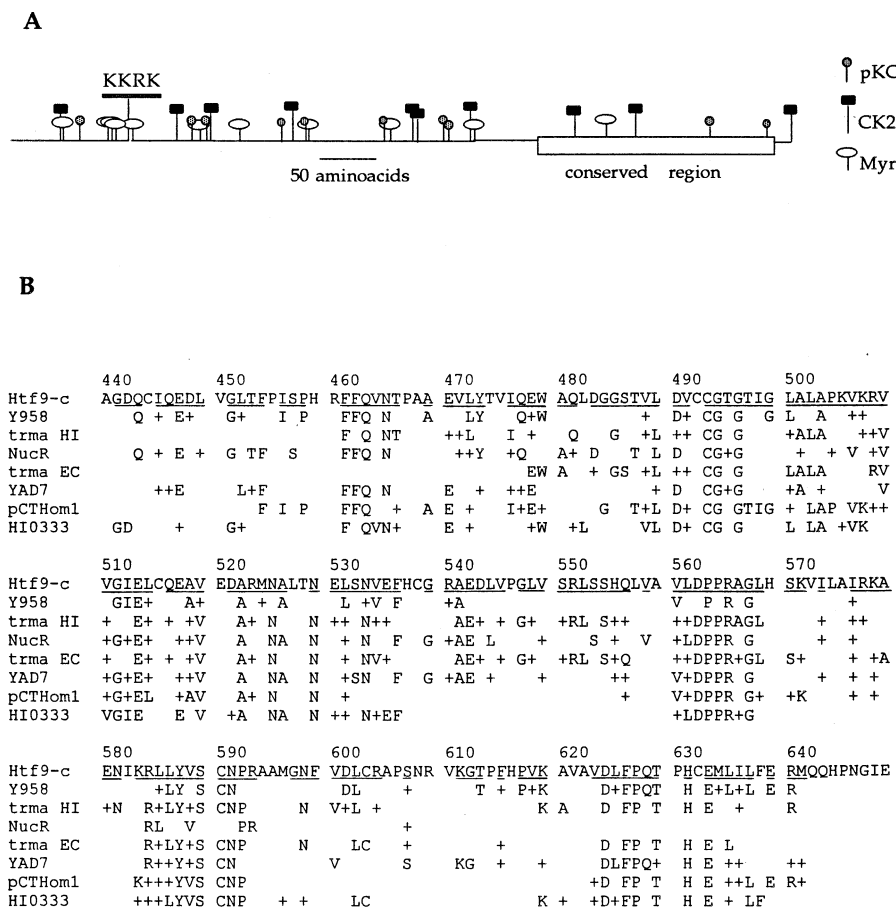 A
KKRK
pKC
CK2
Myr
50 aminoacids
conserved region
B
440 450 460 470 480 490 500
Htf9-c AGDQCIQEDL VGLTFPISPH RFFQVNTPAA EVLYTVIQEW AQLDGGSTVL DVCCGTGTIG LALAPKVKRV
Y958 Q + E+ G+ I P FFQ N A LY Q+W + D+ CG G G L A ++
trma HI F Q NT ++L I + Q G +L ++ CG G +ALA ++V
NucR Q + E + G TF S FFQ N ++Y +Q A+ D T L D CG+G + + V +V
trma EC EW A + GS +L ++ CG G LALA RV
YAD7 ++E L+F FFQ N E + ++E L D CG+G +A + V
pCTHom1 F I P FFQ N + A E + I+E+ G T+L D+ CG GTIG + LAP VK++
HI0333 GD + G+ F QVN+ E + +W +L VL D+ CG G L LA +VK
510 520 530 540 550 560 570
Htf9-c VGIELCQEAV EDARMNALTN ELSNVEFHCG RAEDLVPGLV SRLSSHQLVA VLDPPRAGLH SKVILAIRKA
Y958 GIE+ A+ A + A L +V F +A V P R G +
trma HI + E+ + +V A+ N N ++ N++ AE+ + G+ +RL S++ ++DPPRAGL + ++
NucR +G+E+ ++V A NA N + N F G AE L S + V +LDPPR G + +
trma EC + E+ + +V A+ N N + NV+ AE+ + G+ +RL S+Q ++DPPR+GL S+ + +A
YAD7 +G+E+ ++V A NA N +SN F G +AE + + ++ V+DPPR G + + +
pCTHom1 +G+EL +AV A+ N N + + V+DPPR G+ +K + +
HI0333 VGIE E V +A NA N ++ N+EF +LDPPR+G
580 590 600 610 620 630 640
Htf9-c ENIKRLLYVS CNPRAAMGNF VDLCRAPSNR VKGTPFHPVK AVAVDLFPQT PHCEMLILFE RMQQHPNGIE
Y958 +LY S CN DL + T + P+K D+FP T H E+L+L E R
trma HI +N R+LY+S CN N V+L + K A D FP T H E + R
NucR RL V PR +
trma EC R+LY+S CN N LC + D FP T H E L
YAD7 R++Y+S CN V S KG + + DLFPQ+ H E ++ ++
pCTHom1 K+++YVS CNP +D FP T H E ++L E R+
HI0333 +++LYVS CNP + + LC K + +D+FP T H E +LF